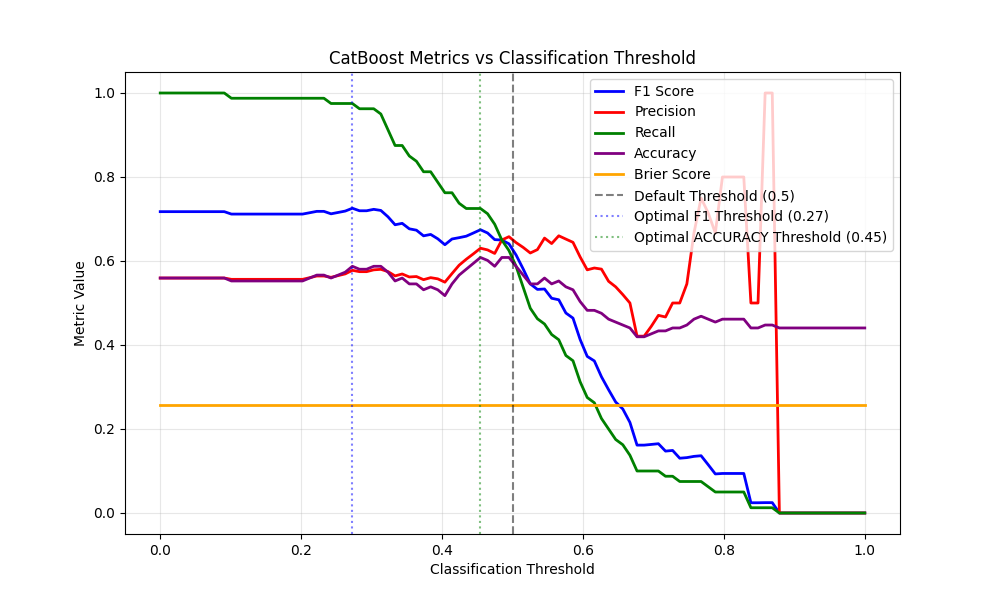 CatBoost Metrics vs Classification Threshold
Metric Value
1.0
0.8
0.6
0.4
0.2
0.0
F1 Score
Precision
Recall
Accuracy
Brier Score
Default Threshold (0.5)
Optimal F1 Threshold (0.27)
Optimal ACCURACY Threshold (0.45)
0.0 0.2 0.4 0.6 0.8 1.0
Classification Threshold